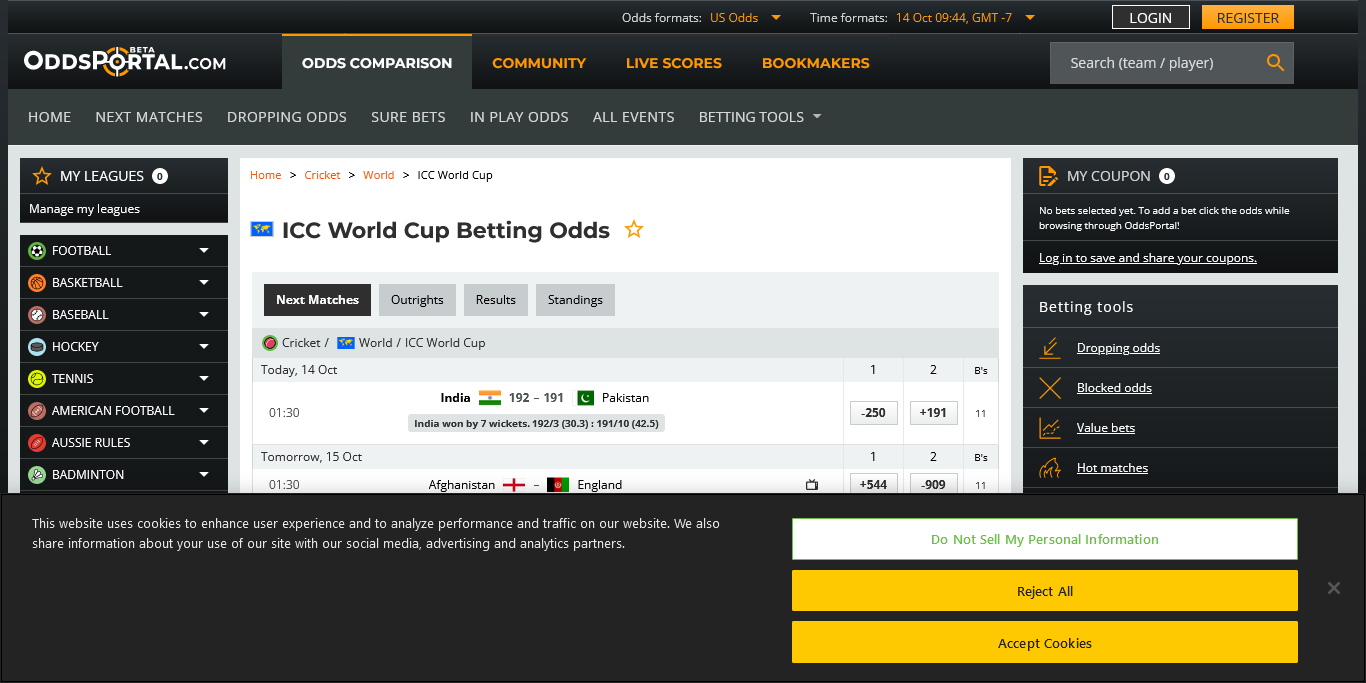 Odds formats: US Odds Time formats: 14 Oct 09:44, GMT -7 LOGIN REGISTER
ODDSPORTAL.COM BETA
ODDS COMPARISON COMMUNITY LIVE SCORES BOOKMAKERS Search (team / player)
HOME NEXT MATCHES DROPPING ODDS SURE BETS IN PLAY ODDS ALL EVENTS BETTING TOOLS
MY LEAGUES 0
Manage my leagues
FOOTBALL
BASKETBALL
BASEBALL
HOCKEY
TENNIS
AMERICAN FOOTBALL
AUSSIE RULES
BADMINTON
Home > Cricket > World > ICC World Cup
ICC World Cup Betting Odds
Next Matches Outrights Results Standings
Cricket / World / ICC World Cup
Today, 14 Oct 1 2 B's
01:30 India 192 – 191 Pakistan -250 +191 11
India won by 7 wickets. 192/3 (30.3) : 191/10 (42.5)
Tomorrow, 15 Oct 1 2 B's
01:30 Afghanistan – England +544 -909 11
MY COUPON 0
No bets selected yet. To add a bet click the odds while
browsing through OddsPortal!
Log in to save and share your coupons.
Betting tools
Dropping odds
Blocked odds
Value bets
Hot matches
This website uses cookies to enhance user experience and to analyze performance and traffic on our website. We also
share information about your use of our site with our social media, advertising and analytics partners.
Do Not Sell My Personal Information
Reject All
Accept Cookies